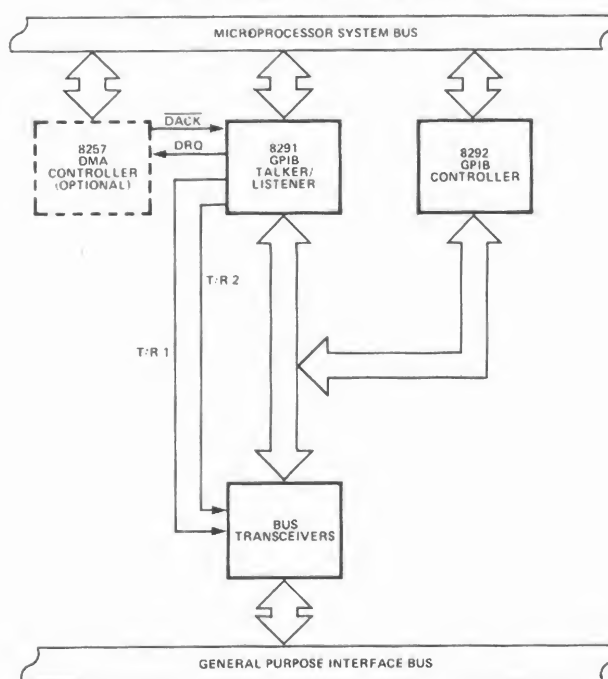 MICROPROCESSOR SYSTEM BUS
DACK
DRQ
8257
DMA
CONTROLLER
(OPTIONAL)
8291
GPIB
TALKER/
LISTENER
8292
GPIB
CONTROLLER
T/R 2
T/R 1
BUS
TRANSCEIVERS
GENERAL PURPOSE INTERFACE BUS